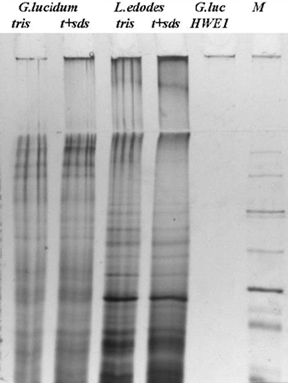 G.lucidum L.edodes G.luc M
tris t+sds tris t+sds HWE1